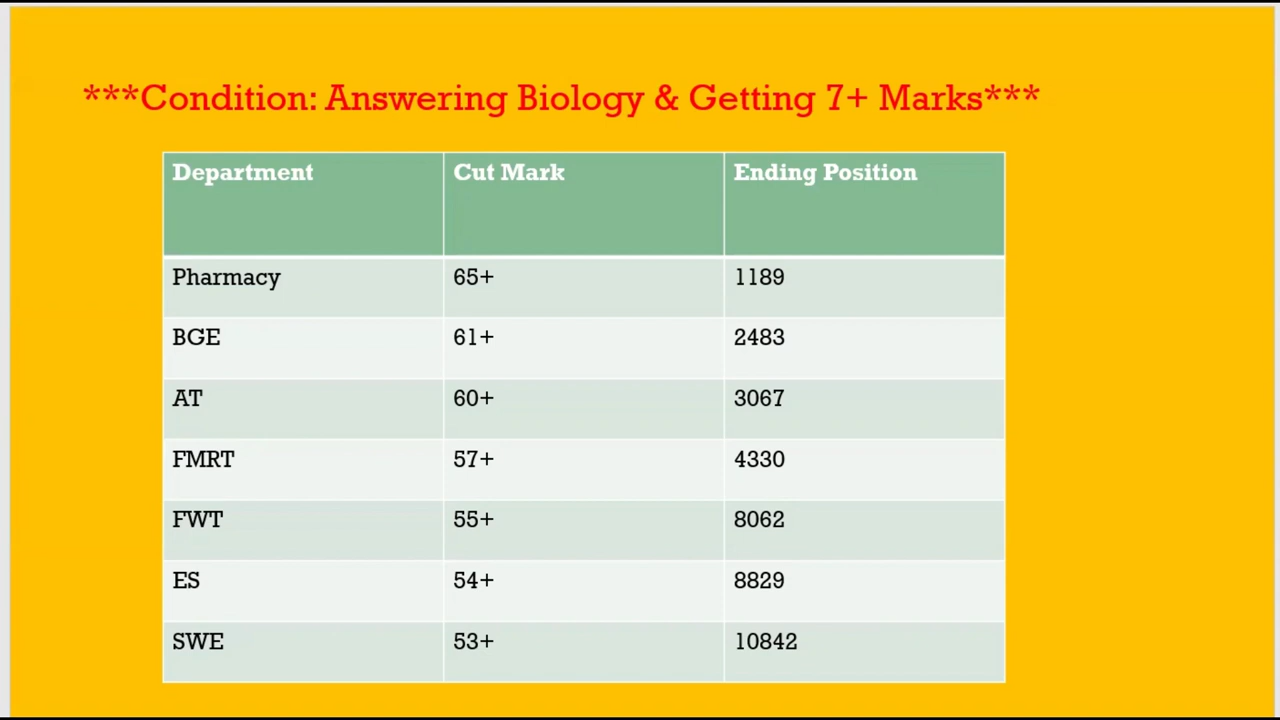 ***Condition: Answering Biology & Getting 7+ Marks***
Department Cut Mark Ending Position
Pharmacy 65+ 1189
BGE 61+ 2483
AT 60+ 3067
FMRT 57+ 4330
FWT 55+ 8062
ES 54+ 8829
SWE 53+ 10842